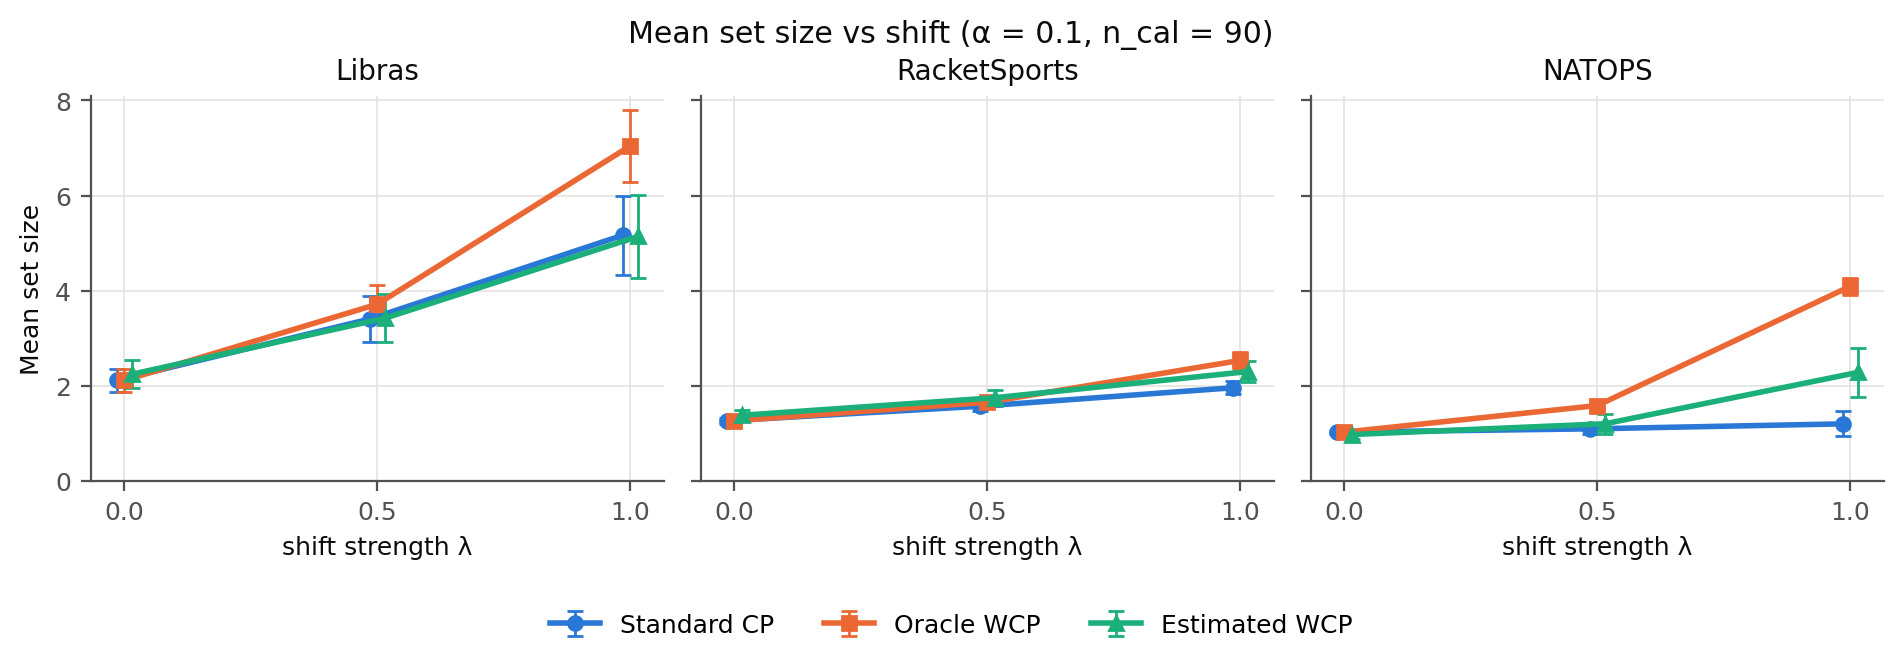 Mean set size vs shift (α = 0.1, n_cal = 90)
Libras
RacketSports
NATOPS
Mean set size
8
6
4
2
0
0.0 0.5 1.0
0.0 0.5 1.0
0.0 0.5 1.0
shift strength λ
shift strength λ
shift strength λ
Standard CP
Oracle WCP
Estimated WCP